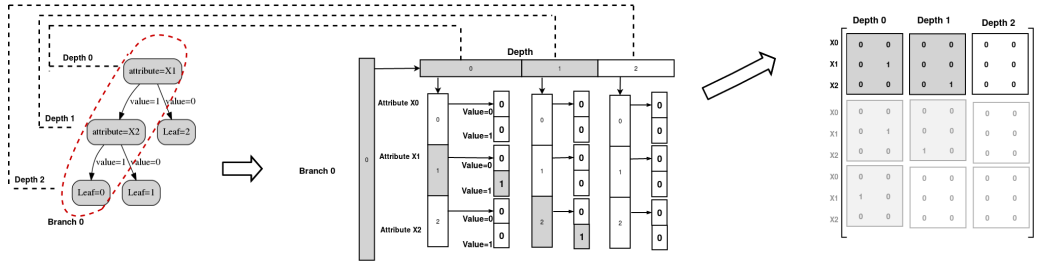 Depth 0
attribute=X1
value=1
value=0
Depth 1
attribute=X2
Leaf=2
value=1
value=0
Depth 2
Leaf=0
Leaf=1
Branch 0
Branch 0
0
Depth
0 1 2
Attribute X0
Value=0
Value=1
Attribute X1
Value=0
Value=1
Attribute X2
Value=0
Value=1
0
1
2
0
0
0
1
0
0
0
1
2
0
0
0
0
0
1
0
1
2
0
0
0
0
0
0
Depth 0 Depth 1 Depth 2
X0 0 0 0 0 0 0
X1 0 1 0 0 0 0
X2 0 0 0 1 0 0
X0 0 0 0 0 0 0
X1 0 1 0 0 0 0
X2 0 0 1 0 0 0
X0 0 0 0 0 0 0
X1 1 0 0 0 0 0
X2 0 0 0 0 0 0